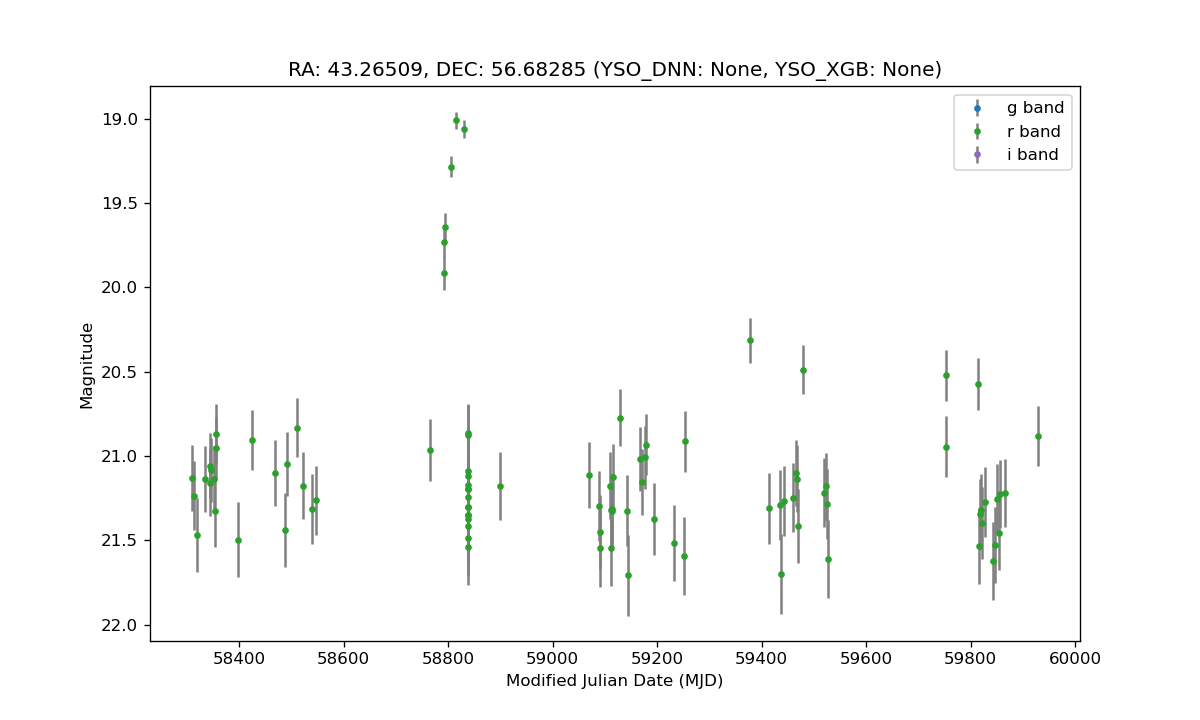 RA: 43.26509, DEC: 56.68285 (YSO_DNN: None, YSO_XGB: None)
g band
r band
i band
19.0
19.5
20.0
20.5
21.0
21.5
22.0
Magnitude
58400 58600 58800 59000 59200 59400 59600 59800 60000
Modified Julian Date (MJD)